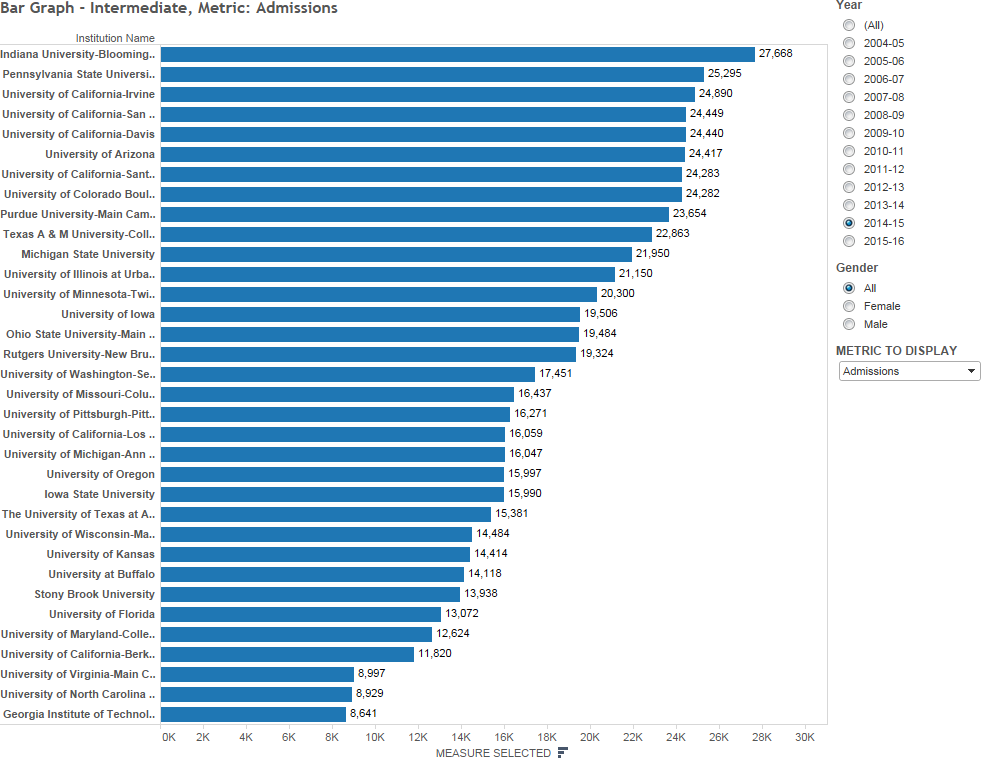 Bar Graph - Intermediate, Metric: Admissions
Institution Name
Indiana University-Blooming.. 27,668
Pennsylvania State Universi.. 25,295
University of California-Irvine 24,890
University of California-San .. 24,449
University of California-Davis 24,440
University of Arizona 24,417
University of California-Sant.. 24,283
University of Colorado Boul.. 24,282
Purdue University-Main Cam.. 23,654
Texas A & M University-Coll.. 22,863
Michigan State University 21,950
University of Illinois at Urba.. 21,150
University of Minnesota-Twi.. 20,300
University of Iowa 19,506
Ohio State University-Main .. 19,484
Rutgers University-New Bru.. 19,324
University of Washington-Se.. 17,451
University of Missouri-Colu.. 16,437
University of Pittsburgh-Pitt.. 16,271
University of California-Los .. 16,059
University of Michigan-Ann .. 16,047
University of Oregon 15,997
Iowa State University 15,990
The University of Texas at A.. 15,381
University of Wisconsin-Ma.. 14,484
University of Kansas 14,414
University at Buffalo 14,118
Stony Brook University 13,938
University of Florida 13,072
University of Maryland-Colle.. 12,624
University of California-Berk.. 11,820
University of Virginia-Main C.. 8,997
University of North Carolina .. 8,929
Georgia Institute of Technol.. 8,641
0K 2K 4K 6K 8K 10K 12K 14K 16K 18K 20K 22K 24K 26K 28K 30K
MEASURE SELECTED
Year
(All)
2004-05
2005-06
2006-07
2007-08
2008-09
2009-10
2010-11
2011-12
2012-13
2013-14
2014-15
2015-16
Gender
All
Female
Male
METRIC TO DISPLAY
Admissions